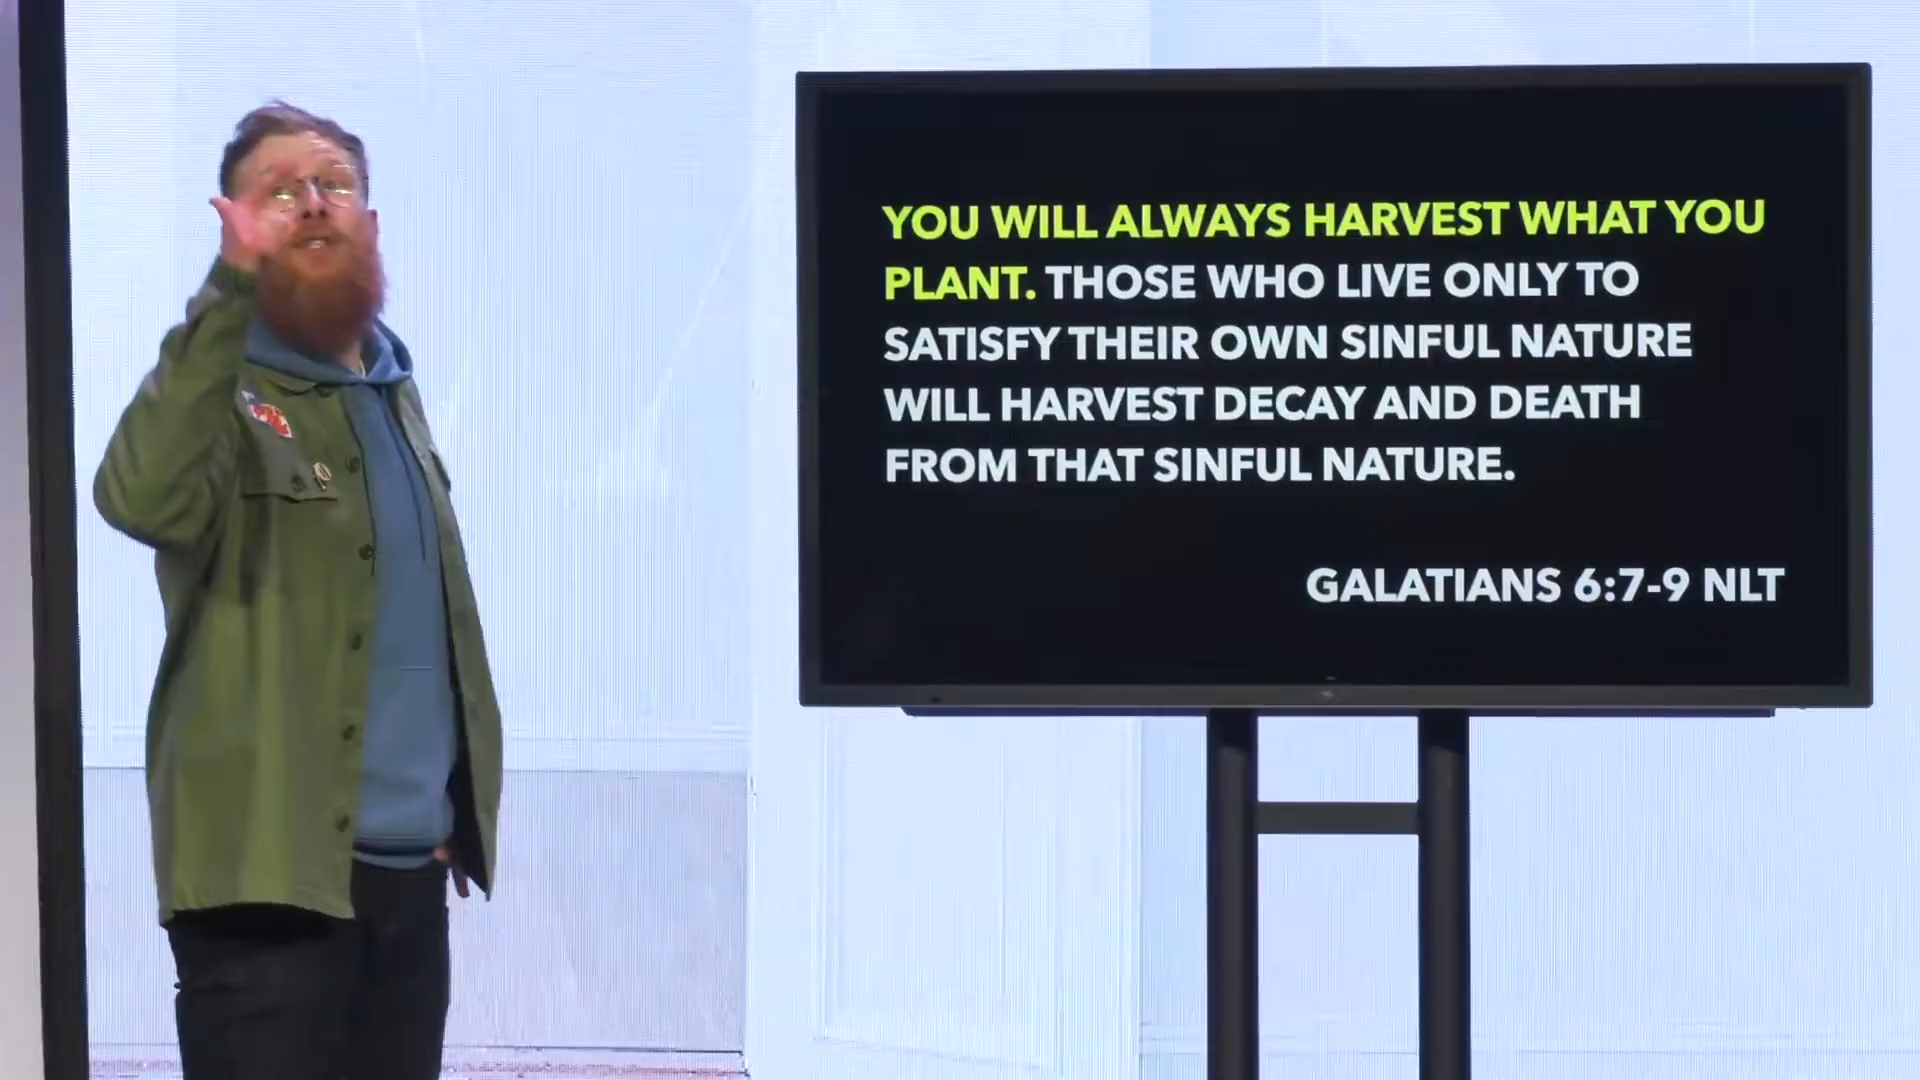 YOU WILL ALWAYS HARVEST WHAT YOU
PLANT. THOSE WHO LIVE ONLY TO
SATISFY THEIR OWN SINFUL NATURE
WILL HARVEST DECAY AND DEATH
FROM THAT SINFUL NATURE.
GALATIANS 6:7-9 NLT